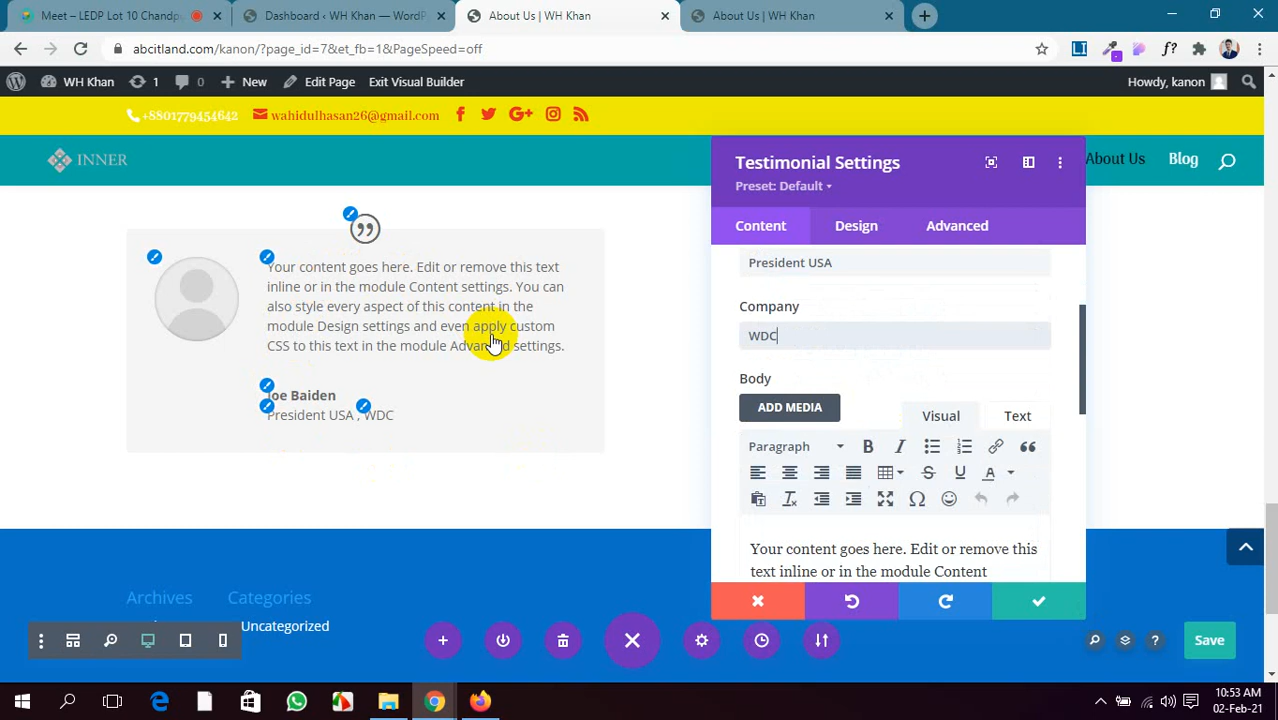 Meet – LEDP Lot 10 Chandp
Dashboard ‹ WH Khan — WordP
About Us | WH Khan
About Us | WH Khan
abcitland.com/kanon/?page_id=7&et_fb=1&PageSpeed=off
WH Khan
1
0
New
Edit Page
Exit Visual Builder
Howdy, kanon
+8801779454642
wahidulhasan26@gmail.com
INNER
About Us
Blog
Testimonial Settings
Preset: Default
Content
Design
Advanced
President USA
Company
WDC
Body
ADD MEDIA
Visual
Text
Paragraph
Your content goes here. Edit or remove this
text inline or in the module Content
Your content goes here. Edit or remove this text
inline or in the module Content settings. You can
also style every aspect of this content in the
module Design settings and even apply custom
CSS to this text in the module Advanced settings.
Joe Baiden
President USA , WDC
Archives
Categories
Uncategorized
Save
10:53 AM
02-Feb-21